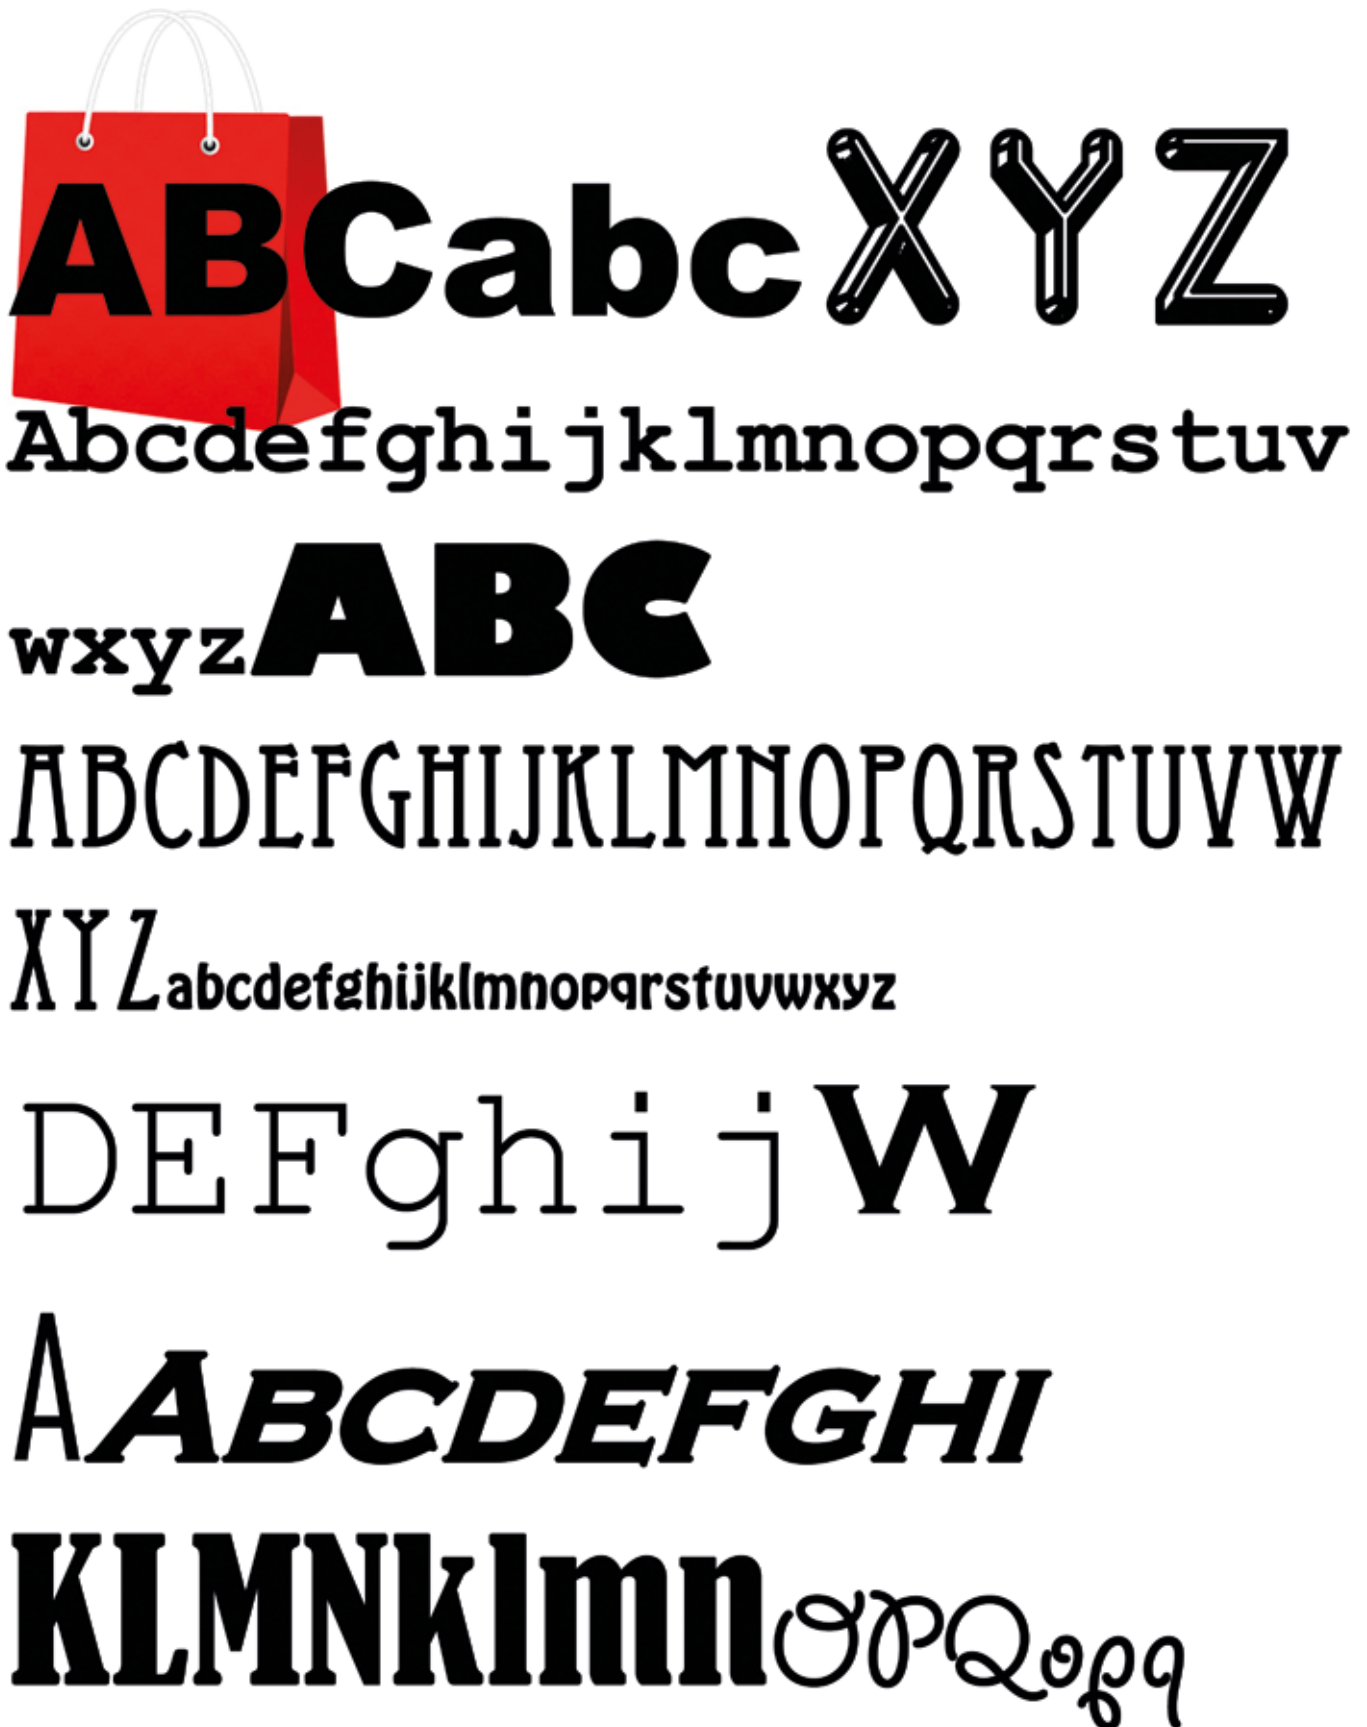 ABCabcXYZ
Abcdefghijklmnopqrstuv
wxyzABC
ABCDEFGHIJKLMNOPQRSTUVW
XYZabcdefghijklmnopqrstuvwxyz
DEFghijW
AABCDEFGHI
KLMNklmnOPQopq